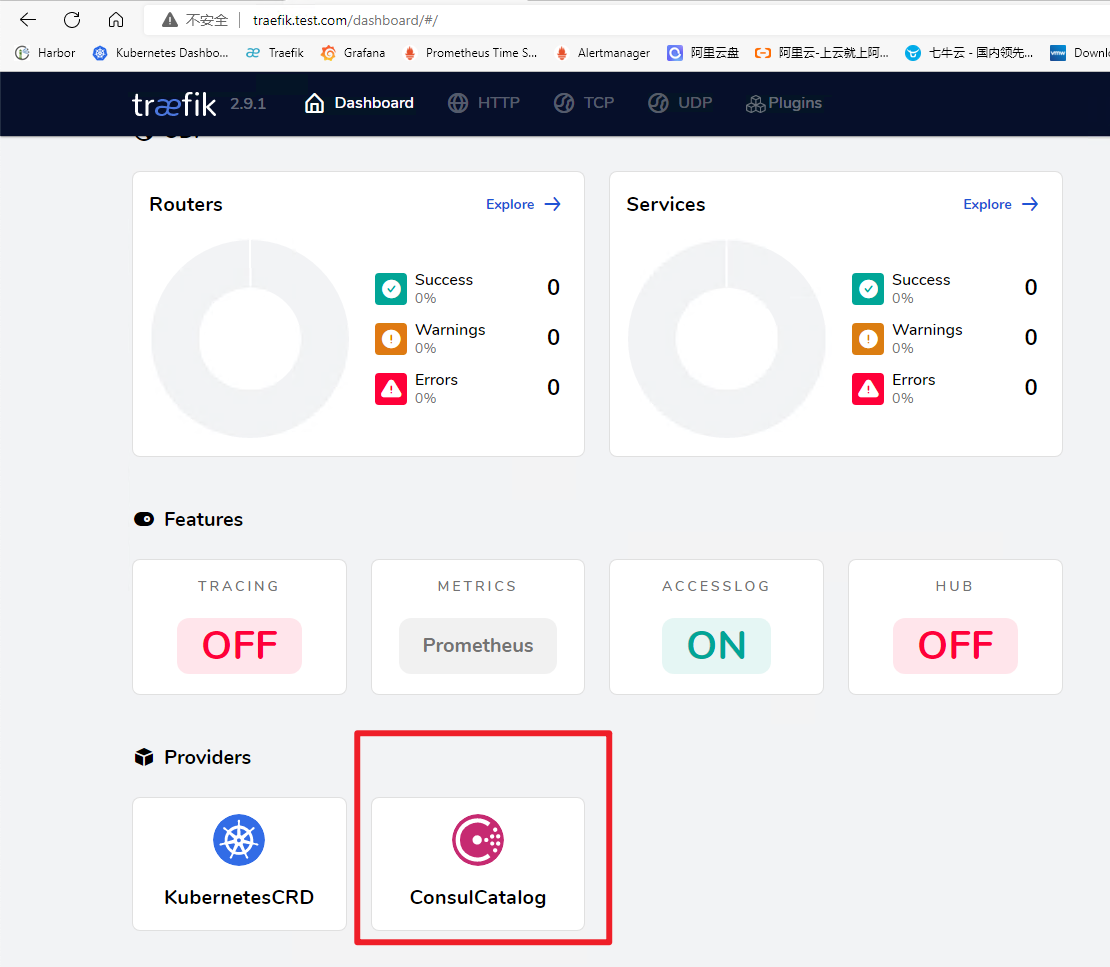 不安全 traefik.test.com/dashboard/#/
Harbor Kubernetes Dashbo... Traefik Grafana Prometheus Time S... Alertmanager 阿里云盘 阿里云-上云就上阿... 七牛云 - 国内领先... vmw Downl
træfik 2.9.1 Dashboard HTTP TCP UDP Plugins
Routers Explore
Services Explore
Success 0
0%
Warnings 0
0%
Errors 0
0%
Success 0
0%
Warnings 0
0%
Errors 0
0%
Features
TRACING METRICS ACCESSLOG HUB
OFF Prometheus ON OFF
Providers
KubernetesCRD ConsulCatalog